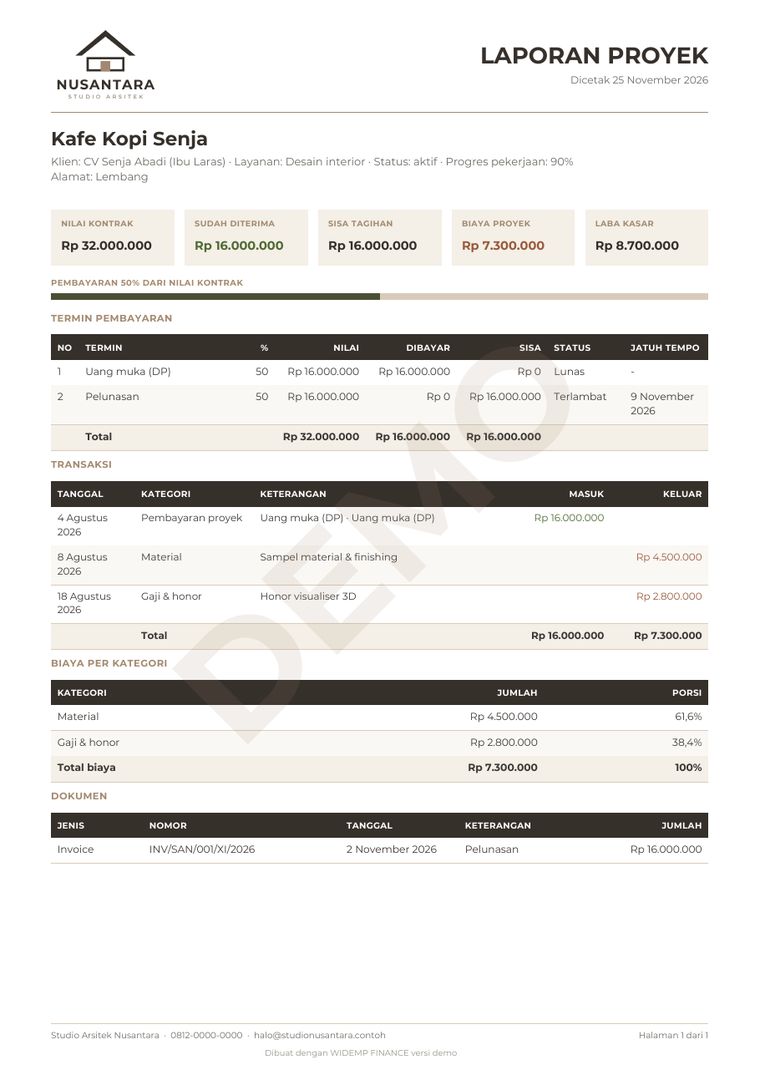 NUSANTARA
STUDIO ARSITEK
LAPORAN PROYEK
Dicetak 25 November 2026
Kafe Kopi Senja
Klien: CV Senja Abadi (Ibu Laras) · Layanan: Desain interior · Status: aktif · Progres pekerjaan: 90%
Alamat: Lembang
NILAI KONTRAK SUDAH DITERIMA SISA TAGIHAN BIAYA PROYEK LABA KASAR
Rp 32.000.000 Rp 16.000.000 Rp 16.000.000 Rp 7.300.000 Rp 8.700.000
PEMBAYARAN 50% DARI NILAI KONTRAK
TERMIN PEMBAYARAN
NO TERMIN % NILAI DIBAYAR SISA STATUS JATUH TEMPO
1 Uang muka (DP) 50 Rp 16.000.000 Rp 16.000.000 Rp 0 Lunas -
2 Pelunasan 50 Rp 16.000.000 Rp 0 Rp 16.000.000 Terlambat 9 November
2026
Total Rp 32.000.000 Rp 16.000.000 Rp 16.000.000
TRANSAKSI
TANGGAL KATEGORI KETERANGAN MASUK KELUAR
4 Agustus Pembayaran proyek Uang muka (DP) · Uang muka (DP) Rp 16.000.000
2026
8 Agustus Material Sampel material & finishing Rp 4.500.000
2026
18 Agustus Gaji & honor Honor visualiser 3D Rp 2.800.000
2026
Total Rp 16.000.000 Rp 7.300.000
BIAYA PER KATEGORI
KATEGORI JUMLAH PORSI
Material Rp 4.500.000 61,6%
Gaji & honor Rp 2.800.000 38,4%
Total biaya Rp 7.300.000 100%
DOKUMEN
JENIS NOMOR TANGGAL KETERANGAN JUMLAH
Invoice INV/SAN/001/XI/2026 2 November 2026 Pelunasan Rp 16.000.000
DEMO
Studio Arsitek Nusantara · 0812-0000-0000 · halo@studionusantara.contoh Halaman 1 dari 1
Dibuat dengan WIDEMP FINANCE versi demo